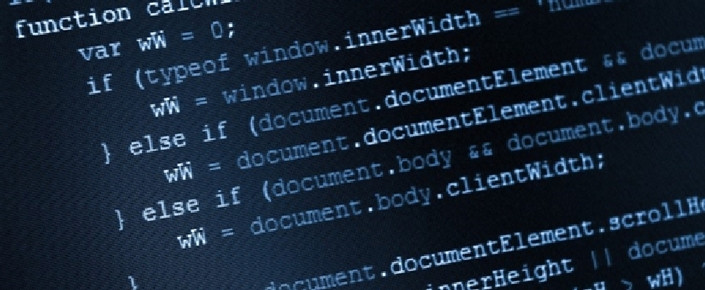 function
var wW = 0;
if (typeof window.innerWidth ==
wW = window.innerWidth;
} else if (document.documentElement &&
wW = document.documentElement.
} else if (document.body && document.body.
wW = document.body.clientWidth;
}
.documentElement.
||
> wH)